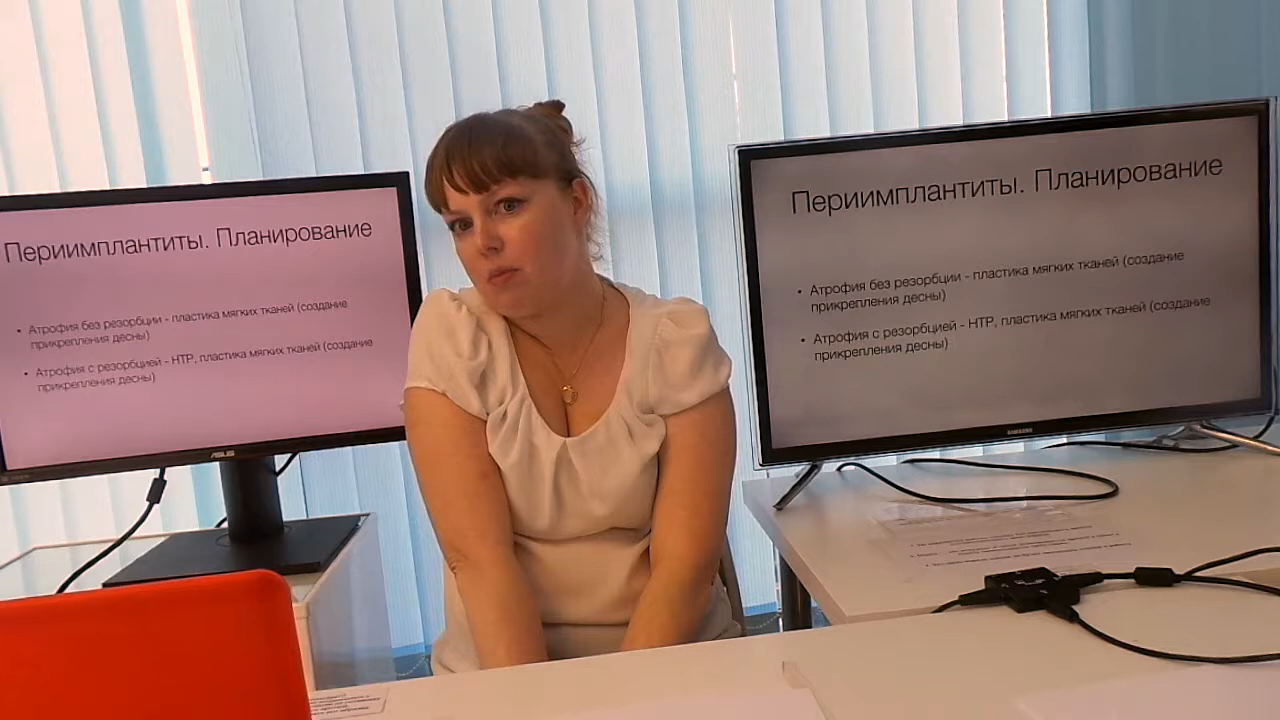 Периимплантиты. Планирование
• Атрофия без резорбции - пластика мягких тканей (создание
прикрепления десны)
• Атрофия с резорбцией - НТР, пластика мягких тканей (создание
прикрепления десны)
ASUS
Периимплантиты. Планирование
• Атрофия без резорбции - пластика мягких тканей (создание
прикрепления десны)
• Атрофия с резорбцией - НТР, пластика мягких тканей (создание
прикрепления десны)
SAMSUNG